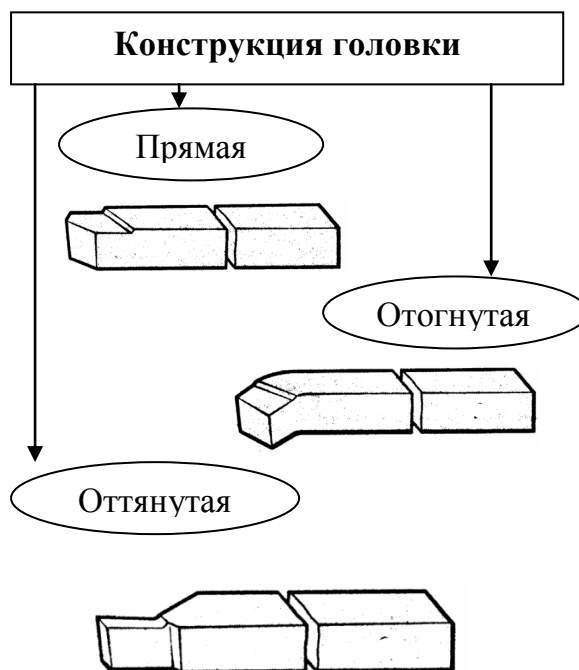 Конструкция головки
Прямая
Отогнутая
Оттянутая